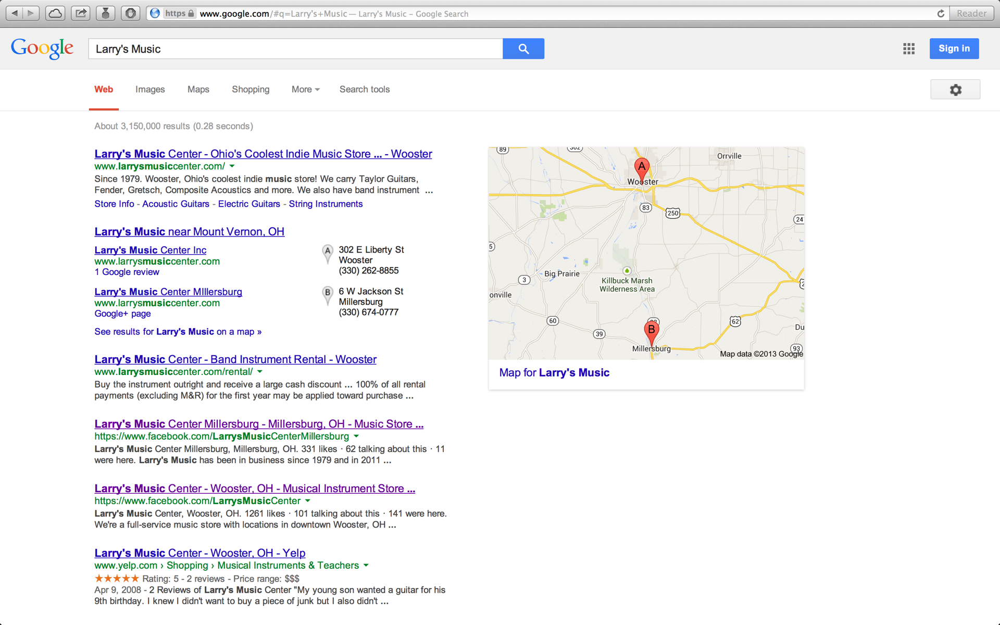 https www.google.com/#q=Larry's+Music — Larry's Music - Google Search
Reader
Google
Larry's Music
Sign in
Web Images Maps Shopping More Search tools
About 3,150,000 results (0.28 seconds)
Larry's Music Center - Ohio's Coolest Indie Music Store ... - Wooster
www.larrysmusiccenter.com/
Since 1979. Wooster, Ohio's coolest indie music store! We carry Taylor Guitars,
Fender, Gretsch, Composite Acoustics and more. We also have band instrument ...
Store Info - Acoustic Guitars - Electric Guitars - String Instruments
Larry's Music near Mount Vernon, OH
Larry's Music Center Inc
www.larrysmusiccenter.com
1 Google review
A
302 E Liberty St
Wooster
(330) 262-8855
Larry's Music Center MIllersburg
www.larrysmusiccenter.com
Google+ page
B
6 W Jackson St
Millersburg
(330) 674-0777
See results for Larry's Music on a map »
Larry's Music Center - Band Instrument Rental - Wooster
www.larrysmusiccenter.com/rental/
Buy the instrument outright and receive a large cash discount ... 100% of all rental
payments (excluding M&R) for the first year may be applied toward purchase ...
Larry's Music Center Millersburg - Millersburg, OH - Music Store ...
https://www.facebook.com/LarrysMusicCenterMillersburg
Larry's Music Center Millersburg, Millersburg, OH. 331 likes · 62 talking about this · 11
were here. Larry's Music has been in business since 1979 and in 2011 ...
Larry's Music Center - Wooster, OH - Musical Instrument Store ...
https://www.facebook.com/LarrysMusicCenter
Larry's Music Center, Wooster, OH. 1261 likes · 101 talking about this · 141 were here.
We're a full-service music store with locations in downtown Wooster, OH ...
Larry's Music Center - Wooster, OH - Yelp
www.yelp.com › Shopping › Musical Instruments & Teachers
Rating: 5 - 2 reviews - Price range: $$$
Apr 9, 2008 - 2 Reviews of Larry's Music Center "My young son wanted a guitar for his
9th birthday. I knew I didn't want to buy a piece of junk but I also didn't ...
89
302
Orrville
A
Wooster
83
250
24
5
3
Big Prairie
Killbuck Marsh
Wilderness Area
onville
60
62
39
B
Du
Millersburg
93
Map data ©2013 Google
Map for Larry's Music